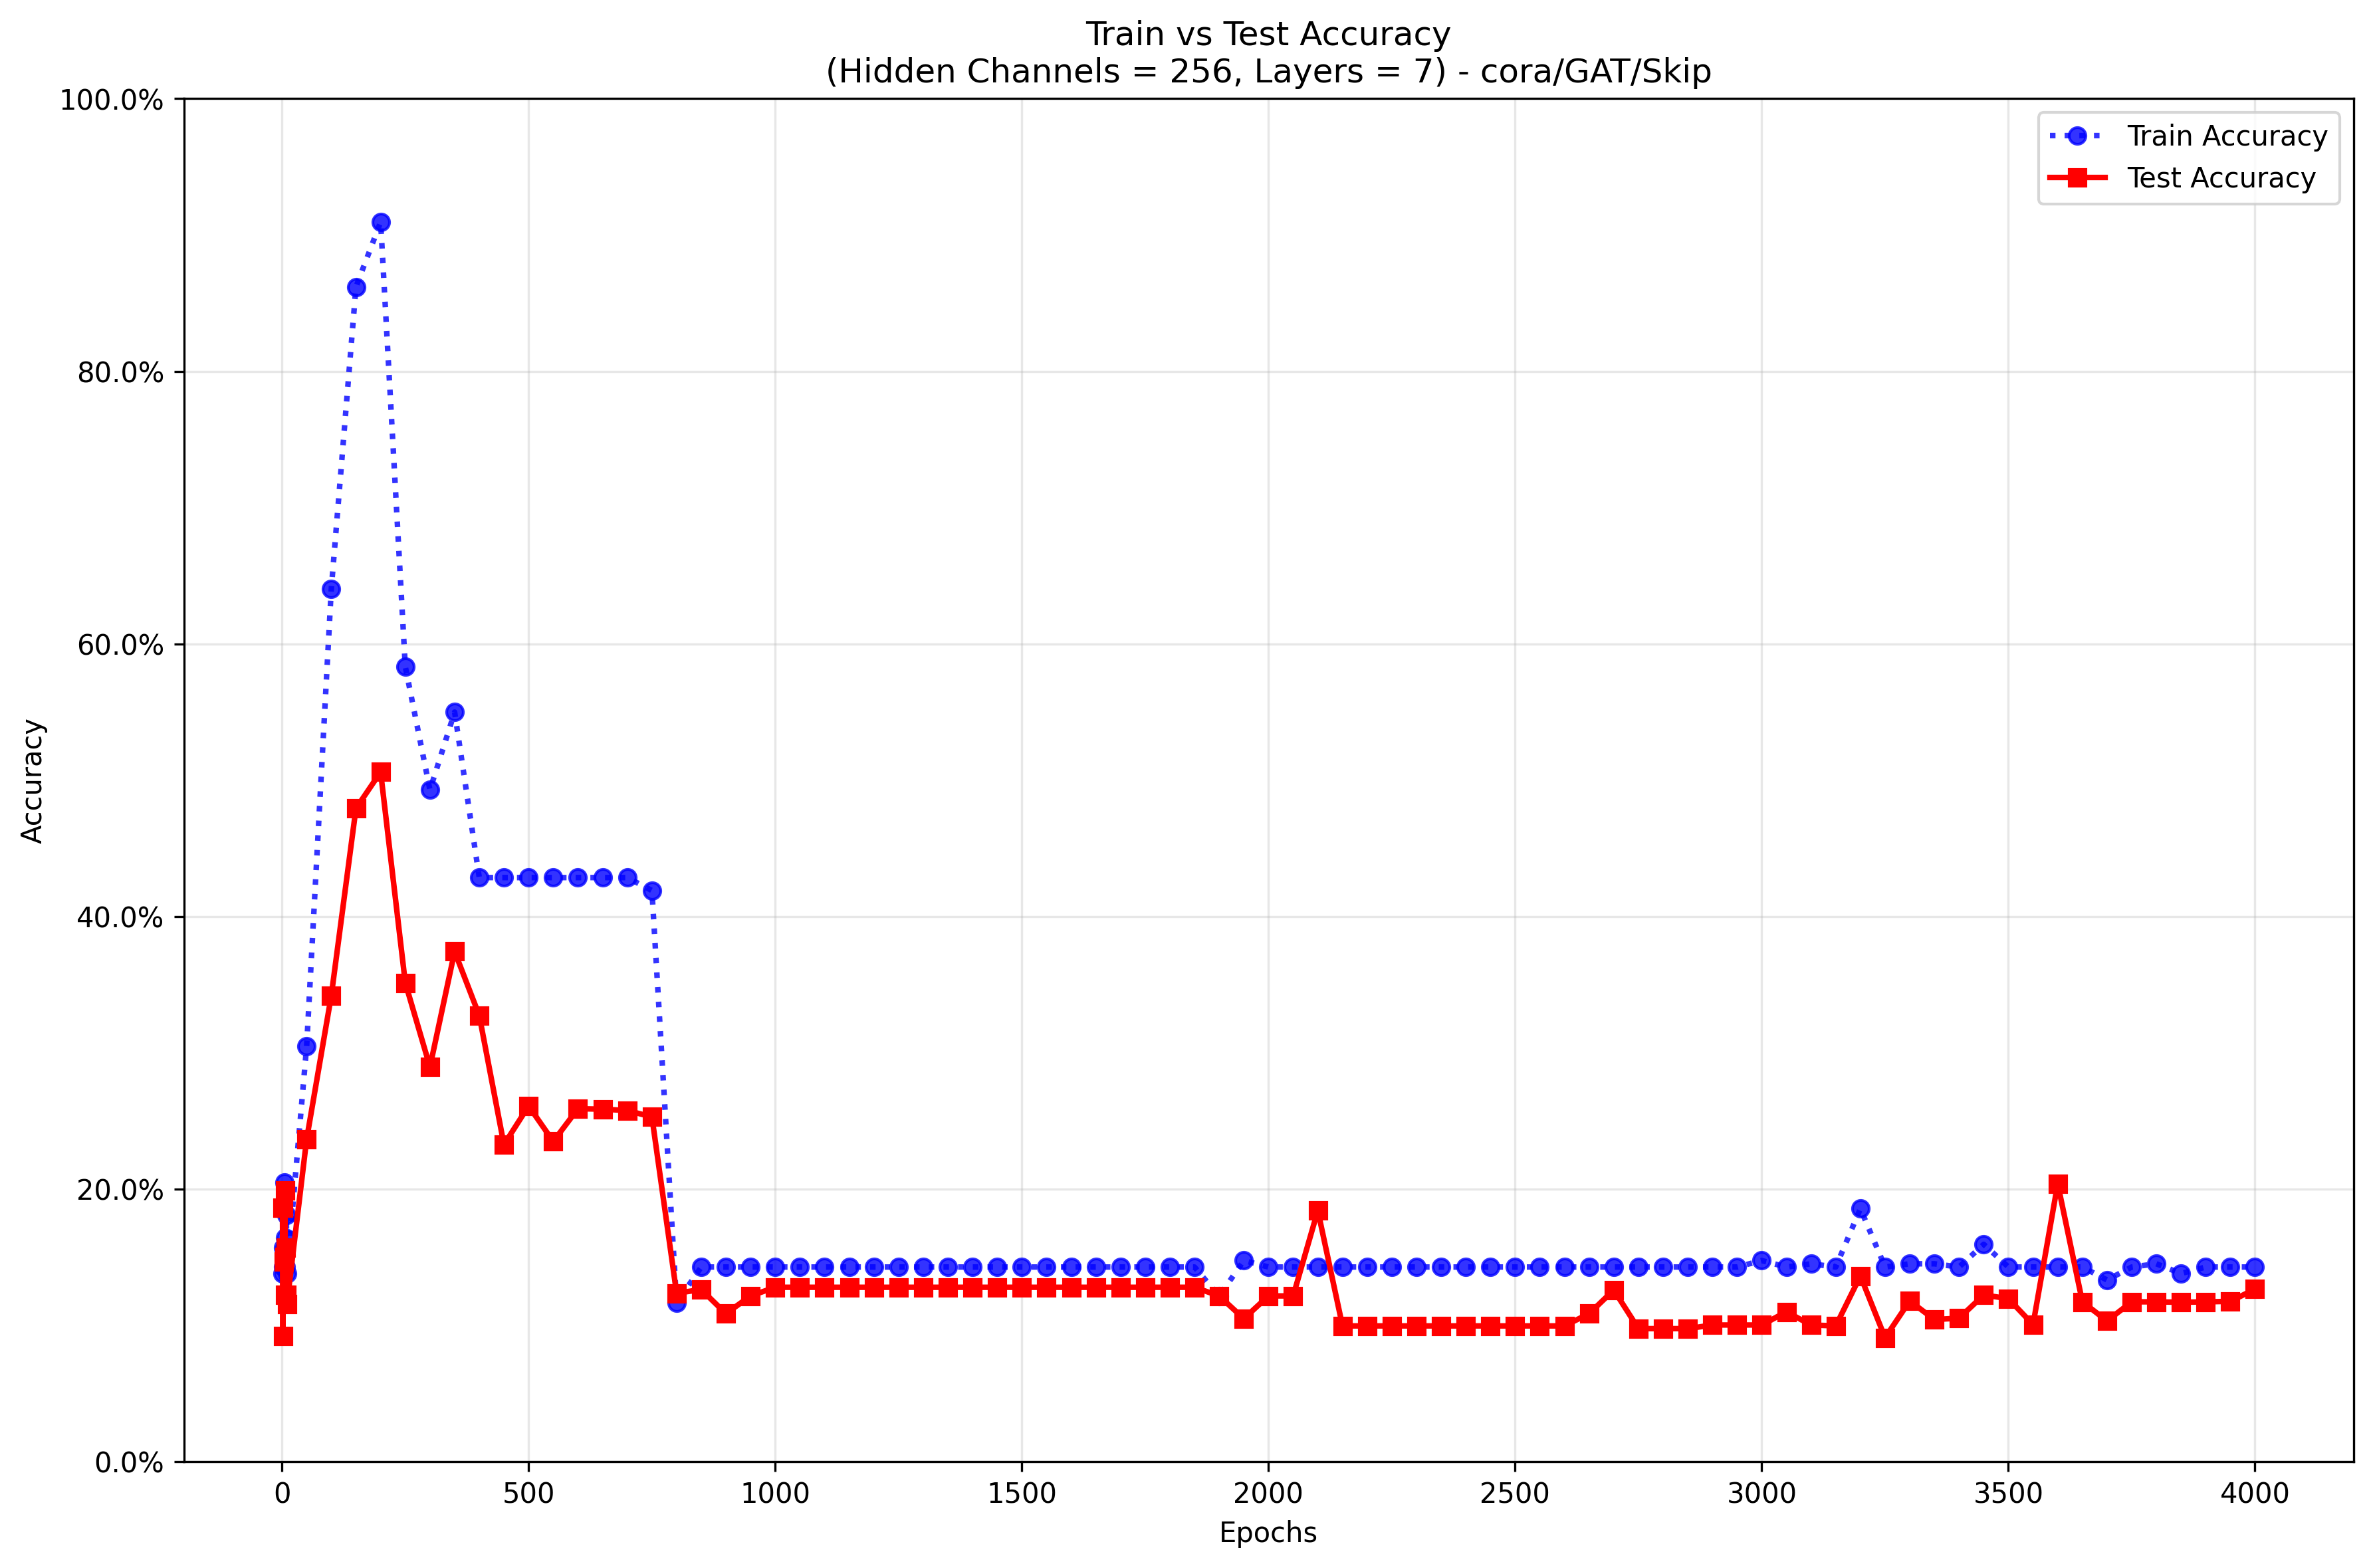 Train vs Test Accuracy
(Hidden Channels = 256, Layers = 7) - cora/GAT/Skip
Train Accuracy
Test Accuracy
100.0%
80.0%
60.0%
40.0%
20.0%
0.0%
Accuracy
0 500 1000 1500 2000 2500 3000 3500 4000
Epochs